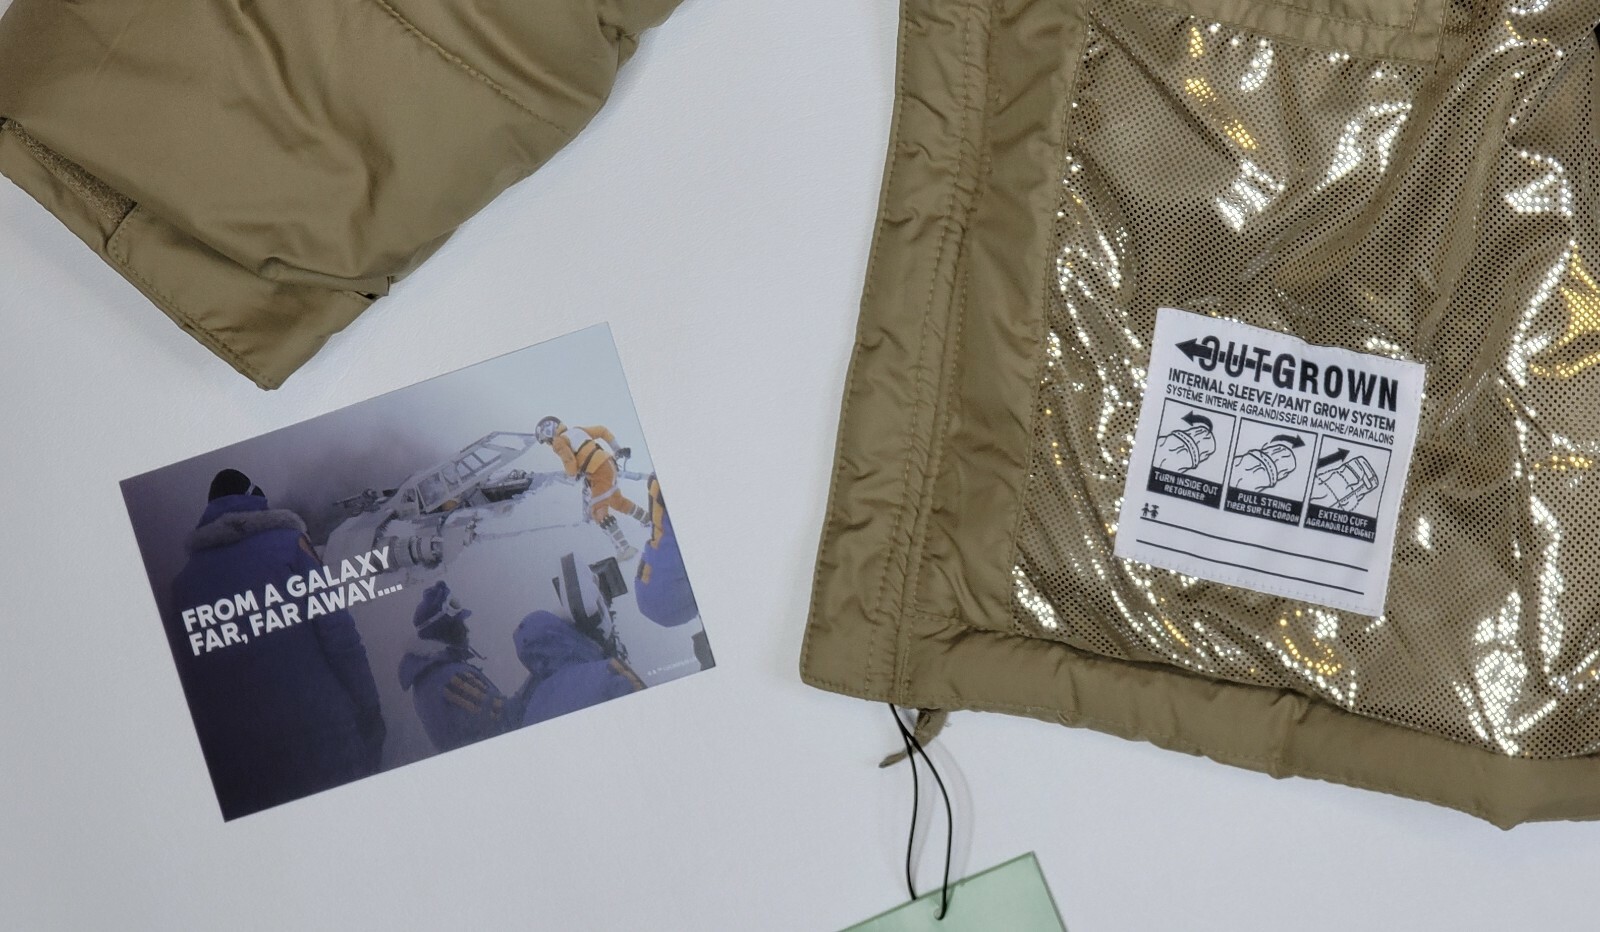 FROM A GALAXY
FAR, FAR AWAY....
OUTGROWN
INTERNAL SLEEVE/PANT GROW SYSTEM
SYSTÈME INTERNE AGRANDISSEUR MANCHE/PANTALONS
TURN INSIDE OUT
RETOURNER
PULL STRING
TIRER SUR LE CORDON
EXTEND CUFF
AGRANDIR LE POIGNET